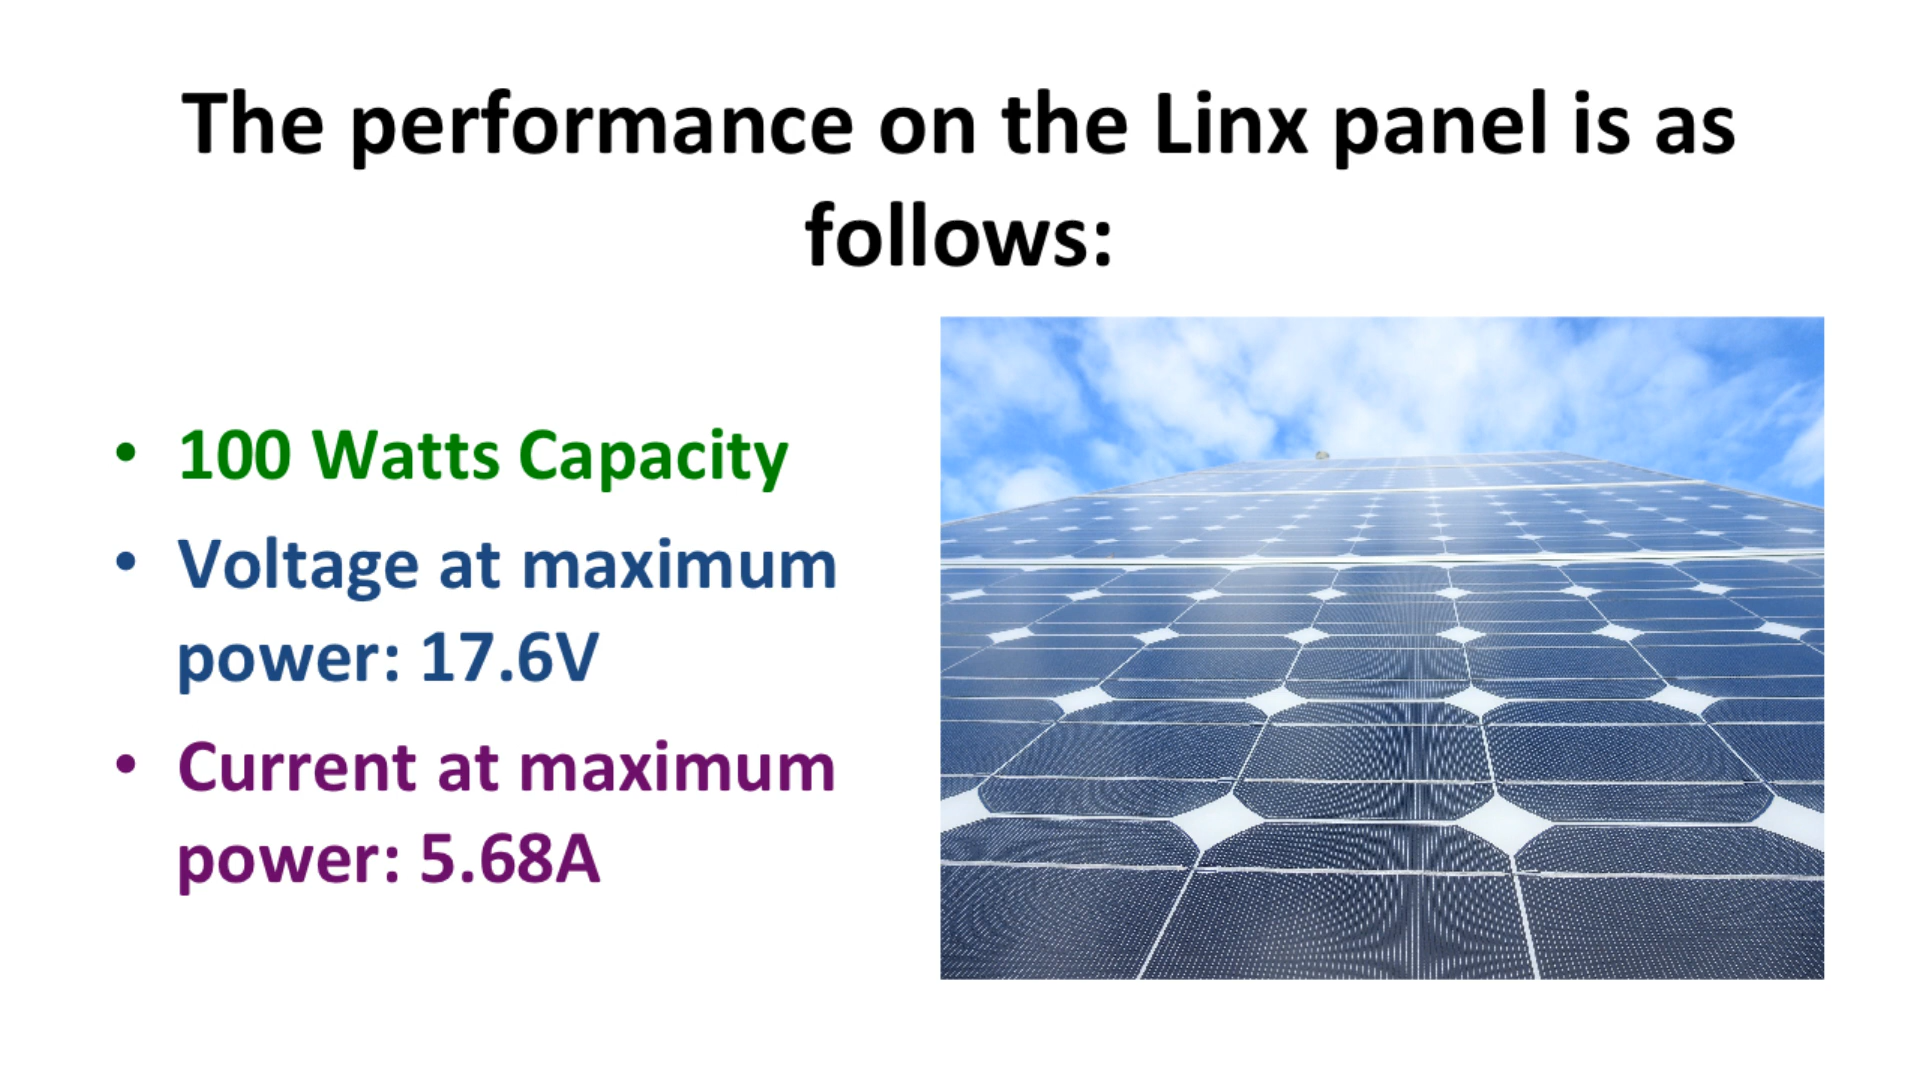 The performance on the Linx panel is as
follows:
• 100 Watts Capacity
• Voltage at maximum
power: 17.6V
• Current at maximum
power: 5.68A